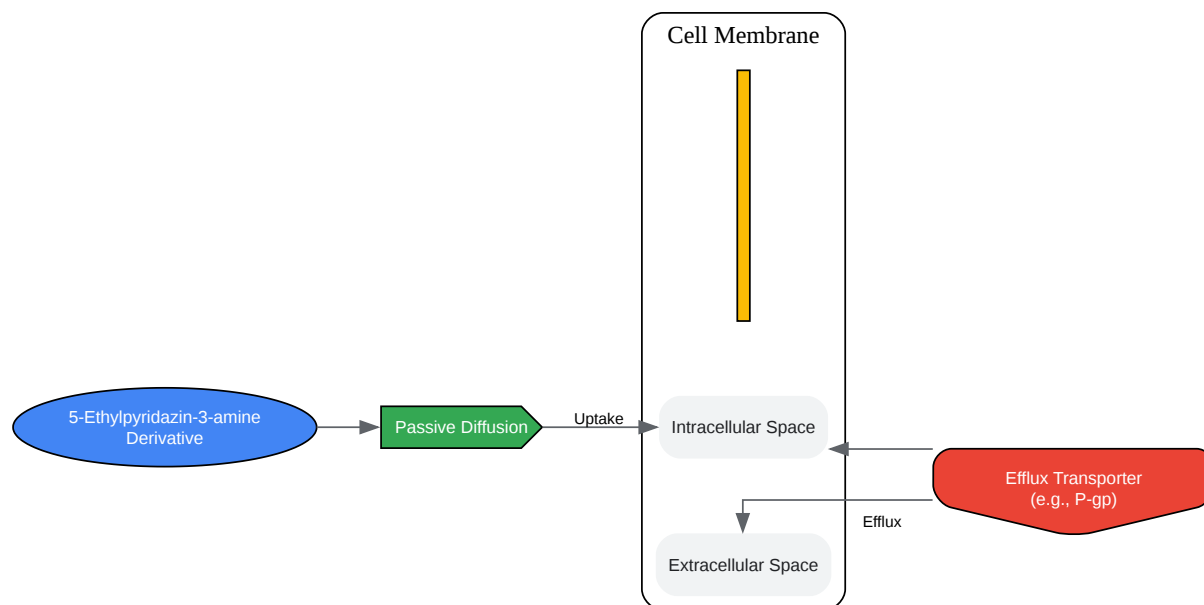 Cell Membrane
5-Ethylpyridazin-3-amine
Derivative
Passive Diffusion
Uptake
Intracellular Space
Efflux Transporter
(e.g., P-gp)
Efflux
Extracellular Space